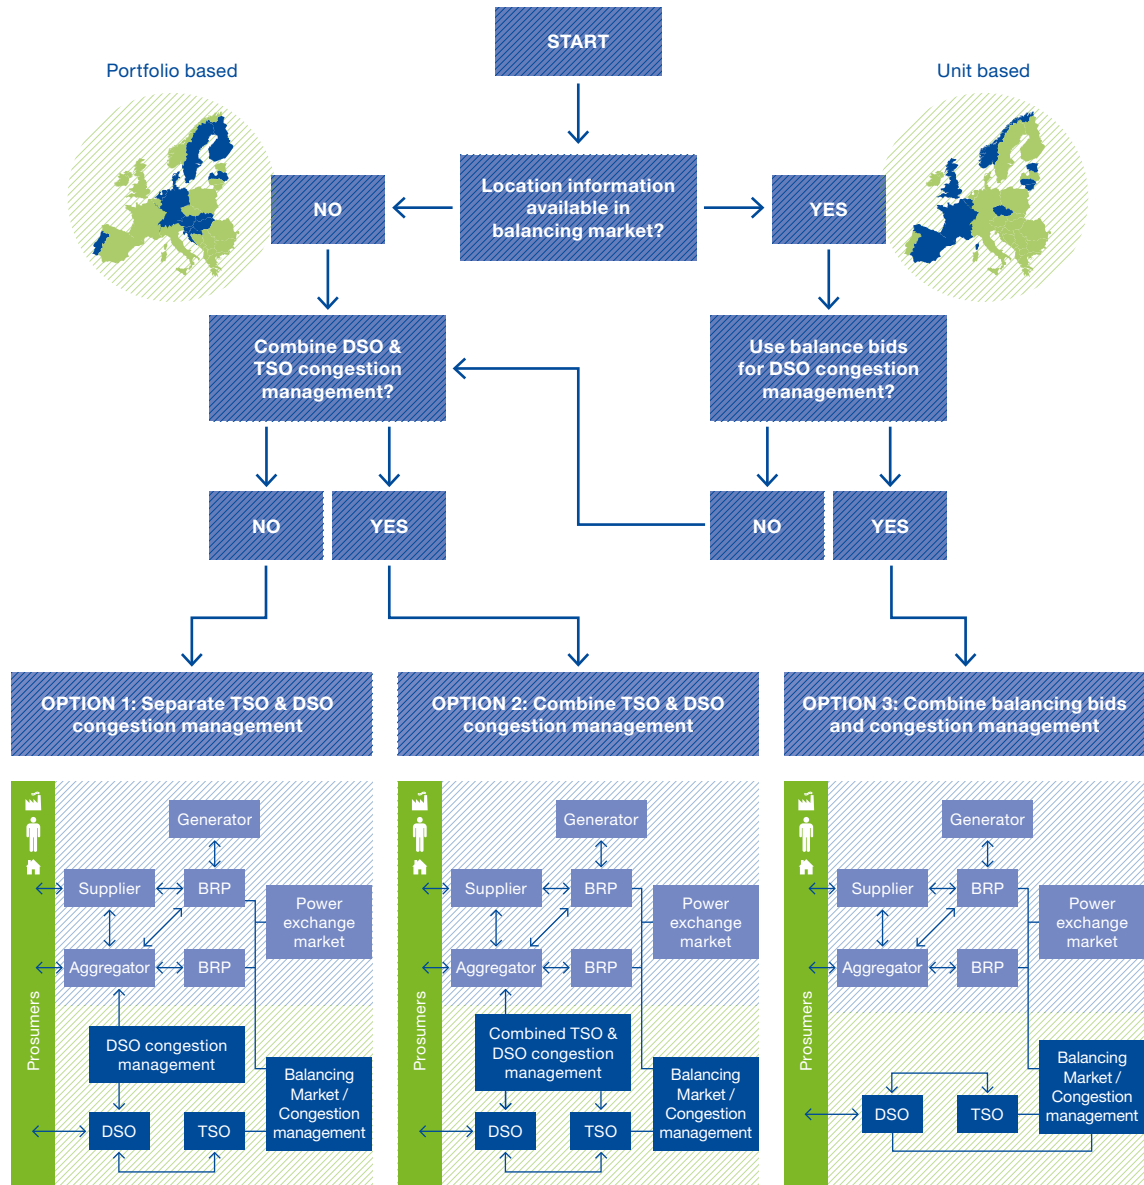 START
Portfolio based
Unit based
Location information
available in
balancing market?
NO
YES
Combine DSO &
TSO congestion
management?
Use balance bids
for DSO congestion
management?
NO
YES
NO
YES
OPTION 1: Separate TSO & DSO
congestion management
OPTION 2: Combine TSO & DSO
congestion management
OPTION 3: Combine balancing bids
and congestion management
Prosumers
Generator
Supplier
BRP
Power
exchange
market
Aggregator
BRP
DSO congestion
management
Balancing
Market /
Congestion
management
DSO
TSO
Prosumers
Generator
Supplier
BRP
Power
exchange
market
Aggregator
BRP
Combined TSO &
DSO congestion
management
Balancing
Market /
Congestion
management
DSO
TSO
Prosumers
Generator
Supplier
BRP
Power
exchange
market
Aggregator
BRP
Balancing
Market /
Congestion
management
DSO
TSO